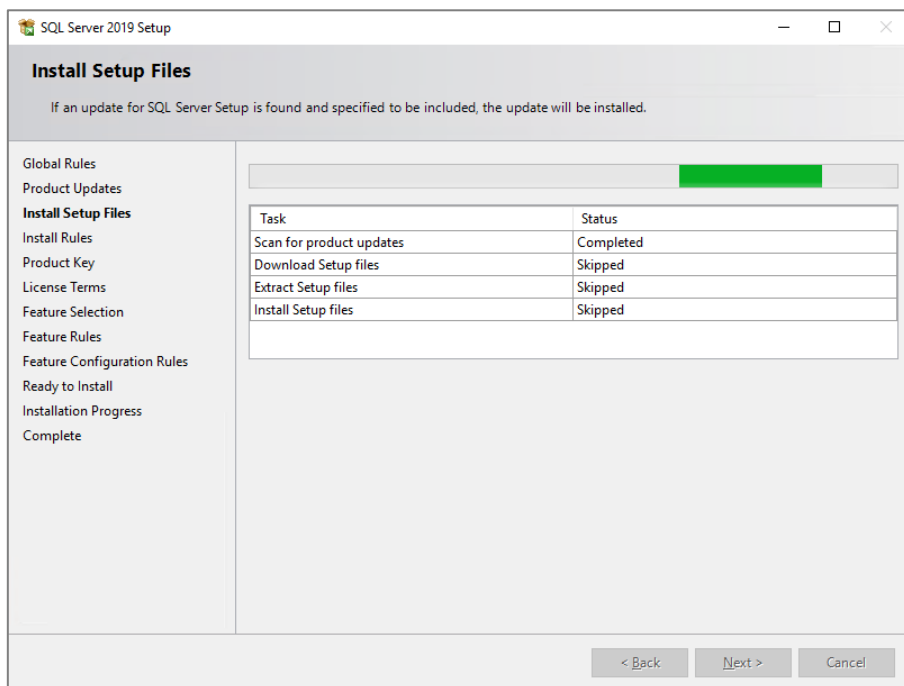 SQL Server 2019 Setup
Install Setup Files
If an update for SQL Server Setup is found and specified to be included, the update will be installed.
Global Rules
Product Updates
Install Setup Files
Install Rules
Product Key
License Terms
Feature Selection
Feature Rules
Feature Configuration Rules
Ready to Install
Installation Progress
Complete
Task Status
Scan for product updates Completed
Download Setup files Skipped
Extract Setup files Skipped
Install Setup files Skipped
< Back Next > Cancel